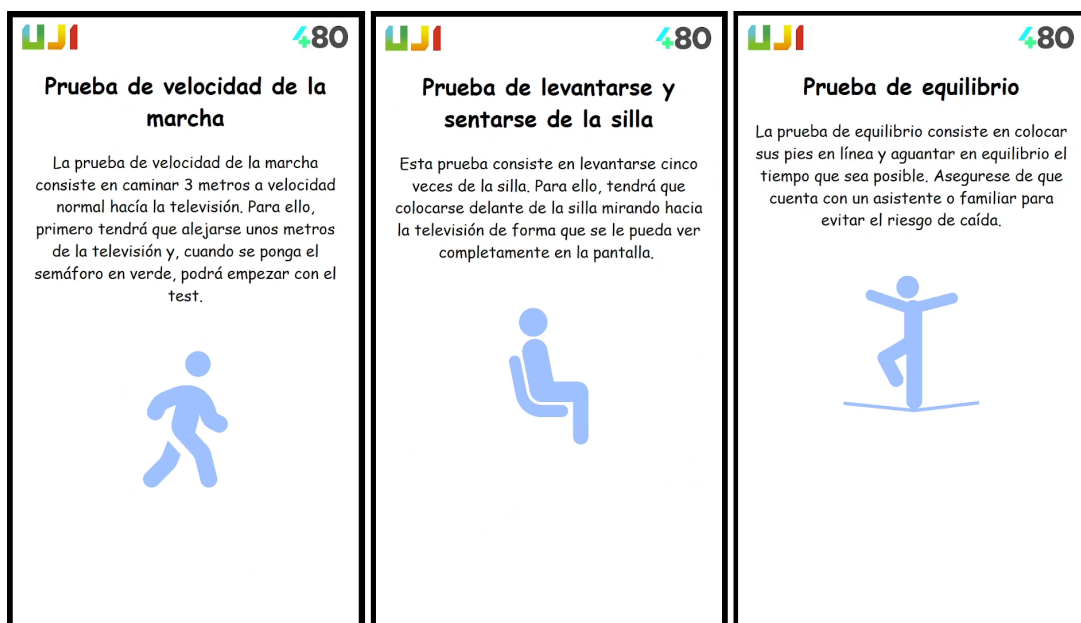 UJI
480
Prueba de velocidad de la
marcha
La prueba de velocidad de la marcha
consiste en caminar 3 metros a velocidad
normal hacía la televisión. Para ello,
primero tendrá que alejarse unos metros
de la televisión y, cuando se ponga el
semáforo en verde, podrá empezar con el
test.
UJI
480
Prueba de levantarse y
sentarse de la silla
Esta prueba consiste en levantarse cinco
veces de la silla. Para ello, tendrá que
colocarse delante de la silla mirando hacia
la televisión de forma que se le pueda ver
completamente en la pantalla.
UJI
480
Prueba de equilibrio
La prueba de equilibrio consiste en colocar
sus pies en línea y aguantar en equilibrio el
tiempo que sea posible. Asegurese de que
cuenta con un asistente o familiar para
evitar el riesgo de caída.